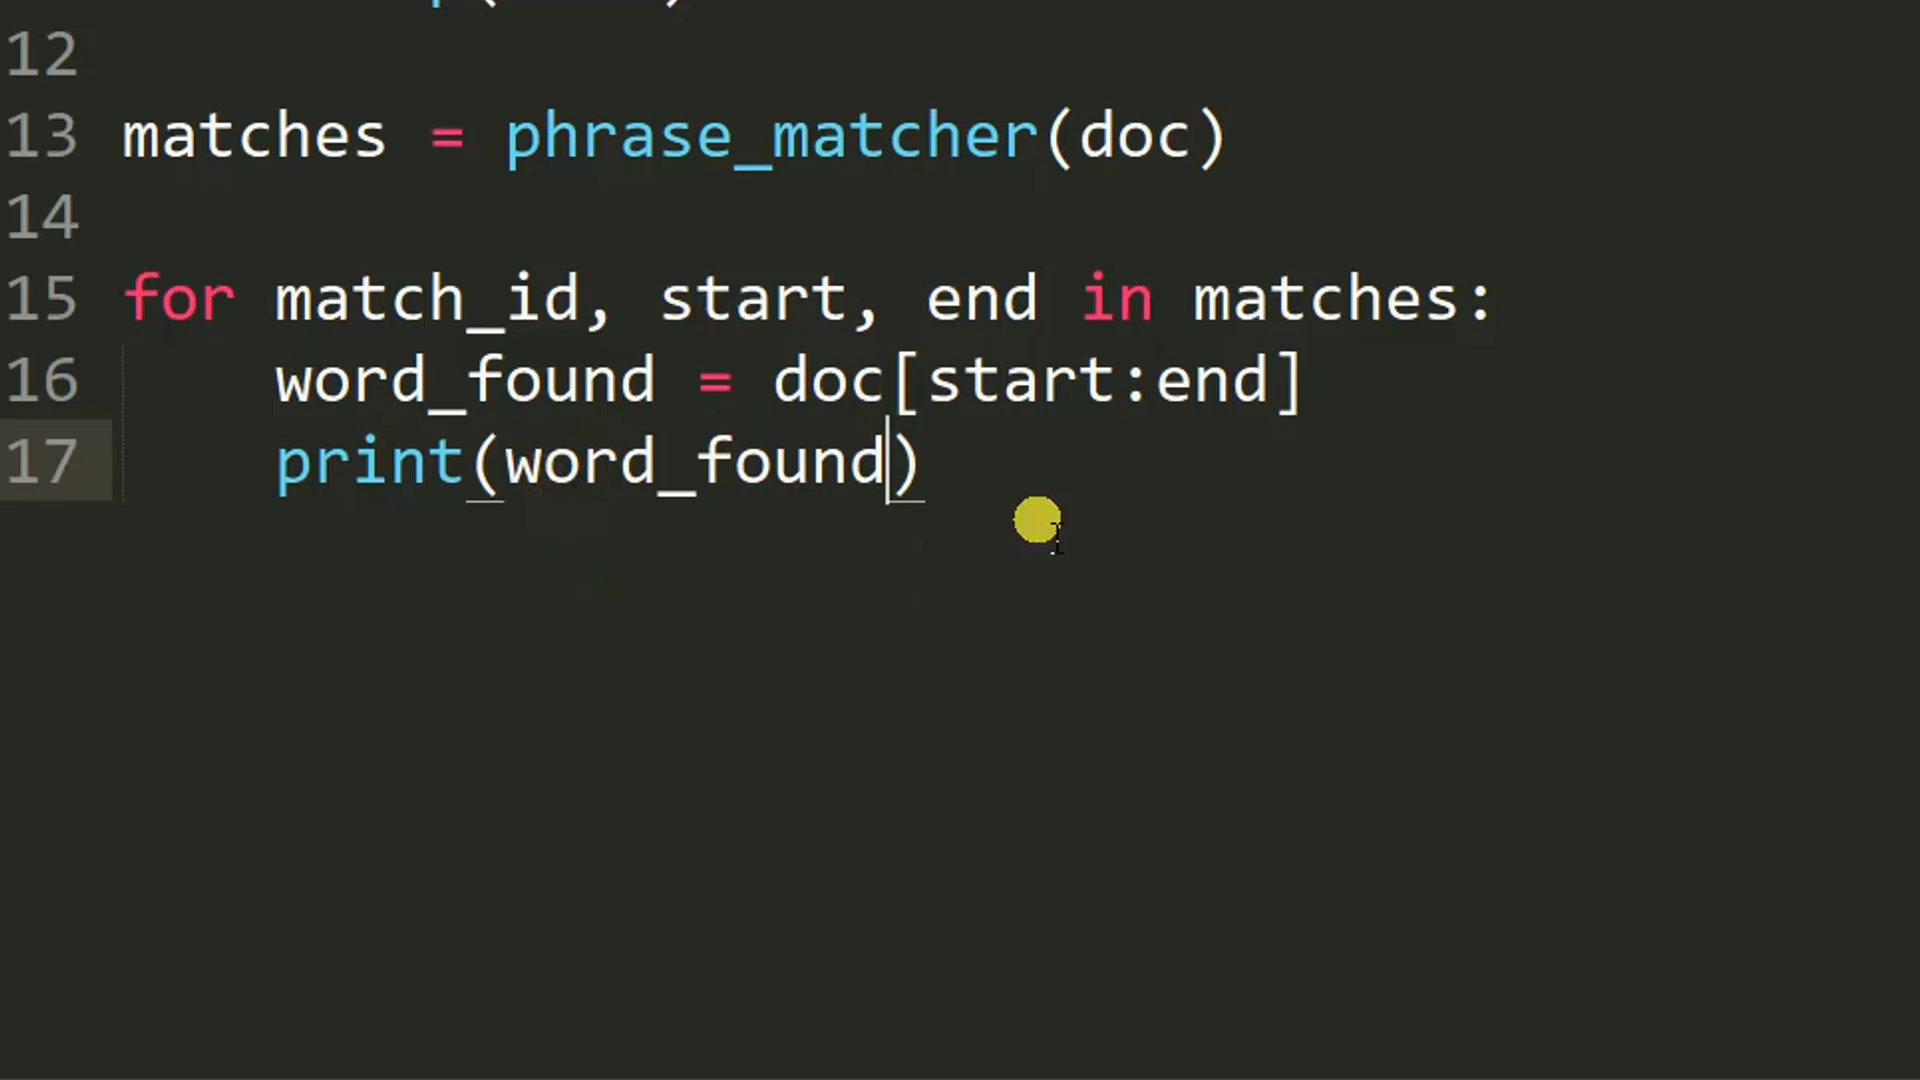 12
13 matches = phrase_matcher(doc)
14
15 for match_id, start, end in matches:
16     word_found = doc[start:end]
17     print(word_found)